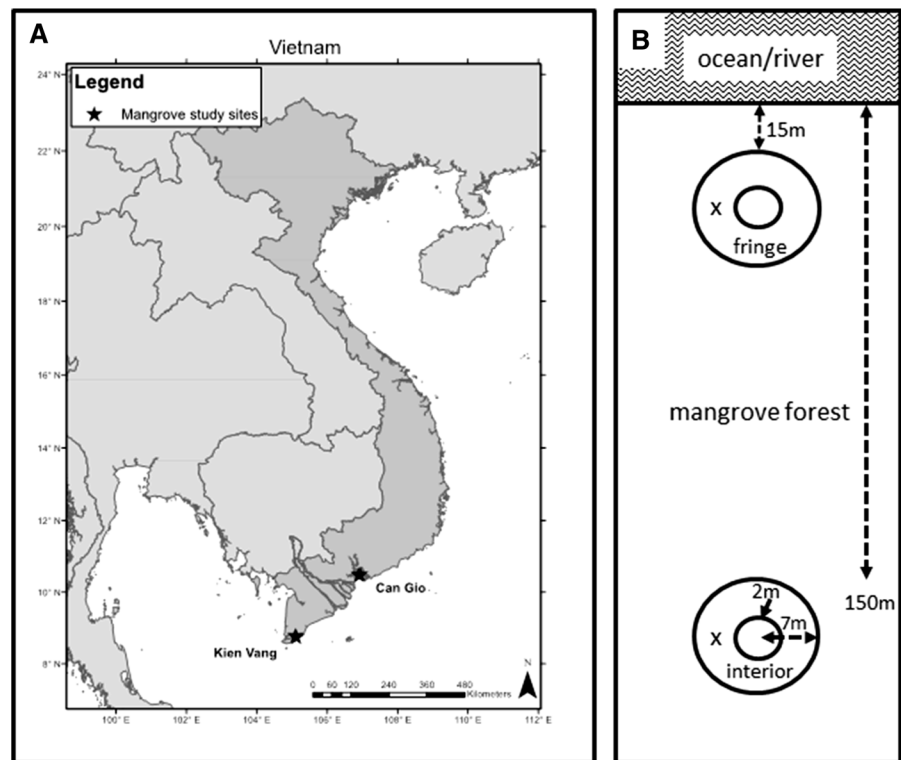 A
Vietnam
Legend
Mangrove study sites
24° N
22° N
20° N
18° N
16° N
14° N
12° N
10° N
8° N
Can Gio
Kien Vang
0 60 120 240 360 480
Kilometers
N
100° E 102° E 104° E 106° E 108° E 110° E 112° E
B
ocean/river
15m
x
fringe
mangrove forest
150m
2m
7m
x
interior